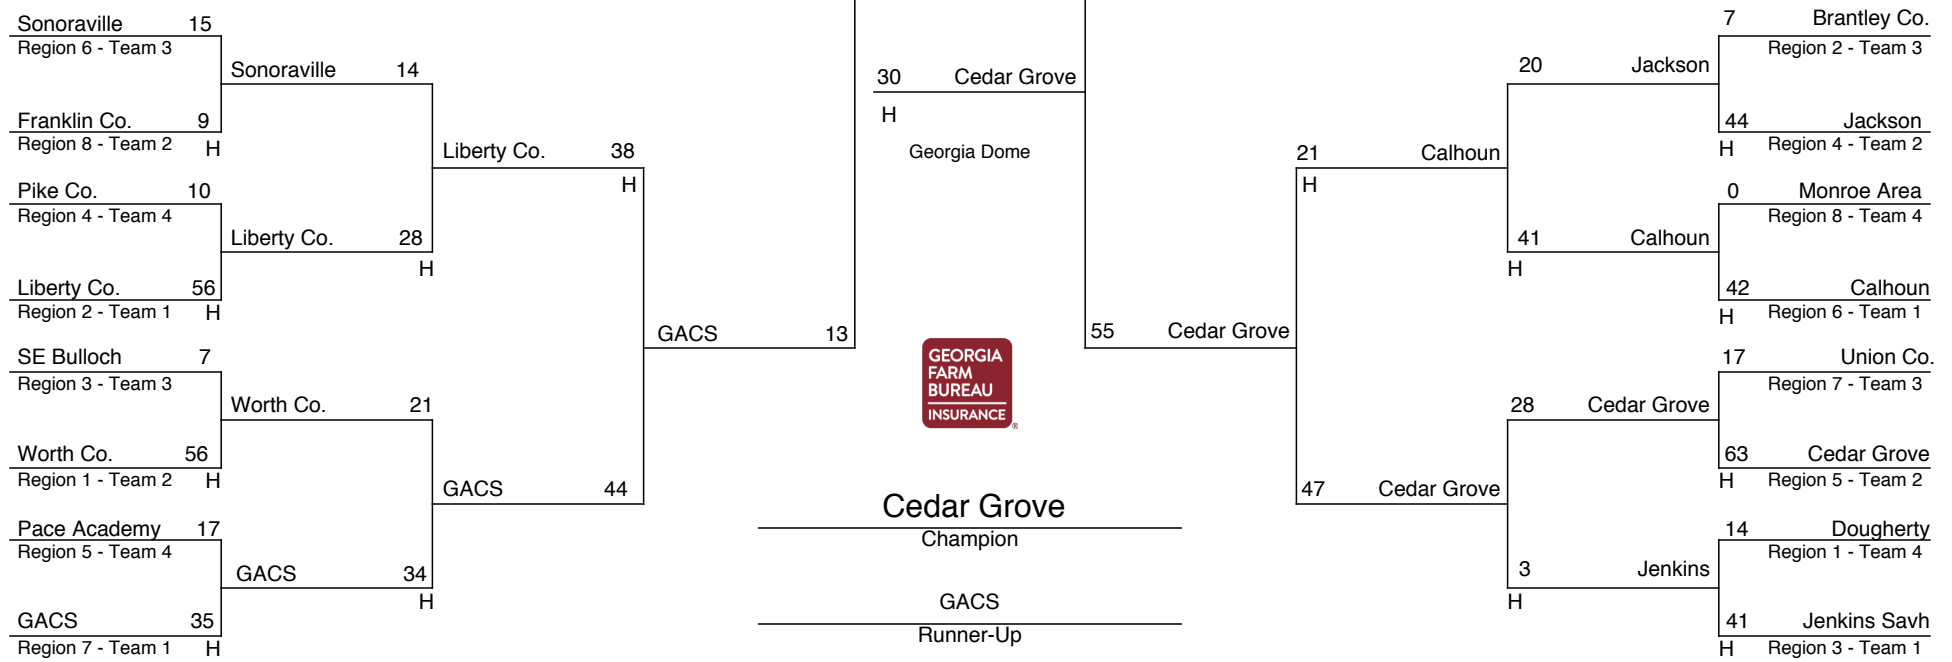 Sonoraville 15
Region 6 - Team 3
Franklin Co. 9
Region 8 - Team 2 H
Pike Co. 10
Region 4 - Team 4
Liberty Co. 56
Region 2 - Team 1 H
SE Bulloch 7
Region 3 - Team 3
Worth Co. 56
Region 1 - Team 2 H
Pace Academy 17
Region 5 - Team 4
GACS 35
Region 7 - Team 1 H
Sonoraville 14
Liberty Co. 28
H
Worth Co. 21
GACS 34
H
Liberty Co. 38
H
GACS 44
GACS 13
30 Cedar Grove
H
Georgia Dome
GEORGIA
FARM
BUREAU
INSURANCE
®
Cedar Grove
Champion
GACS
Runner-Up
55 Cedar Grove
21 Calhoun
H
47 Cedar Grove
20 Jackson
41 Calhoun
H
28 Cedar Grove
3 Jenkins
H
7 Brantley Co.
Region 2 - Team 3
44 Jackson
H Region 4 - Team 2
0 Monroe Area
Region 8 - Team 4
42 Calhoun
H Region 6 - Team 1
17 Union Co.
Region 7 - Team 3
63 Cedar Grove
H Region 5 - Team 2
14 Dougherty
Region 1 - Team 4
41 Jenkins Savh
H Region 3 - Team 1